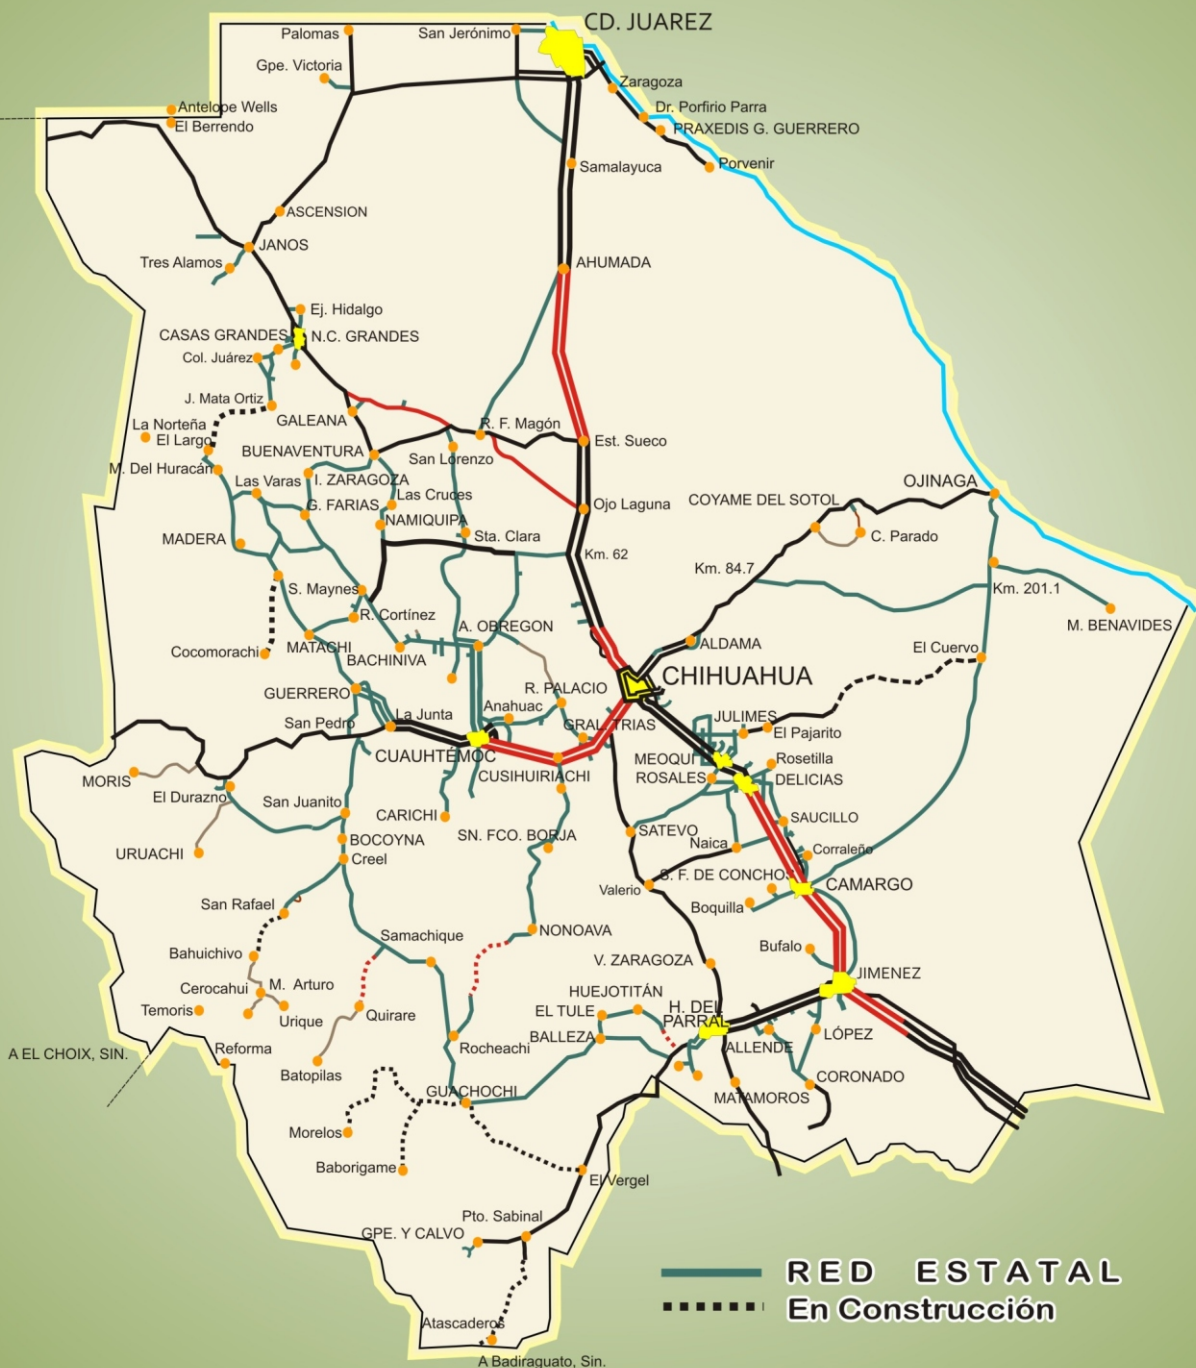 CD. JUAREZ
Palomas
San Jerónimo
Gpe. Victoria
Zaragoza
Antelope Wells
El Berrendo
Dr. Porfirio Parra
PRAXEDIS G. GUERRERO
Porvenir
Samalayuca
ASCENSION
JANOS
Tres Alamos
AHUMADA
Ej. Hidalgo
CASAS GRANDES
N.C. GRANDES
Col. Juárez
J. Mata Ortiz
GALEANA
La Norteña
El Largo
R. F. Magón
Est. Sueco
BUENAVENTURA
San Lorenzo
M. Del Huracán
Las Varas
I. ZARAGOZA
Las Cruces
G. FARIAS
NAMIQUIPA
Ojo Laguna
COYAME DEL SOTOL
OJINAGA
C. Parado
MADERA
Sta. Clara
Km. 62
Km. 84.7
Km. 201.1
S. Maynes
R. Cortínez
A. OBREGON
M. BENAVIDES
Cocomorachi
MATACHI
BACHINIVA
ALDAMA
El Cuervo
CHIHUAHUA
GUERRERO
R. PALACIO
La Junta
Anahuac
San Pedro
GRAL. TRIAS
JULIMES
El Pajarito
CUAUHTÉMOC
CUSIHUIRIACHI
MEOQUI
Rosetilla
ROSALES
DELICIAS
MORIS
El Durazno
San Juanito
CARICHI
SN. FCO. BORJA
SATEVO
SAUCILLO
BOCOYNA
Naica
Corraleño
URUACHI
Creel
S. F. DE CONCHOS
CAMARGO
Valerio
San Rafael
Boquilla
Samachique
NONOAVA
Bufalo
Bahuichivo
V. ZARAGOZA
JIMENEZ
Cerocahui
M. Arturo
HUEJOTITÁN
H. DEL
PARRAL
Temoris
Urique
Quirare
EL TULE
BALLEZA
ALLENDE
LÓPEZ
A EL CHOIX, SIN.
Reforma
Rocheachi
Batopilas
CORONADO
GUACHOCHI
MATAMOROS
Morelos
Baborigame
El Vergel
Pto. Sabinal
GPE. Y CALVO
RED ESTATAL
En Construcción
Atascaderos
A Badiraguato, Sin.